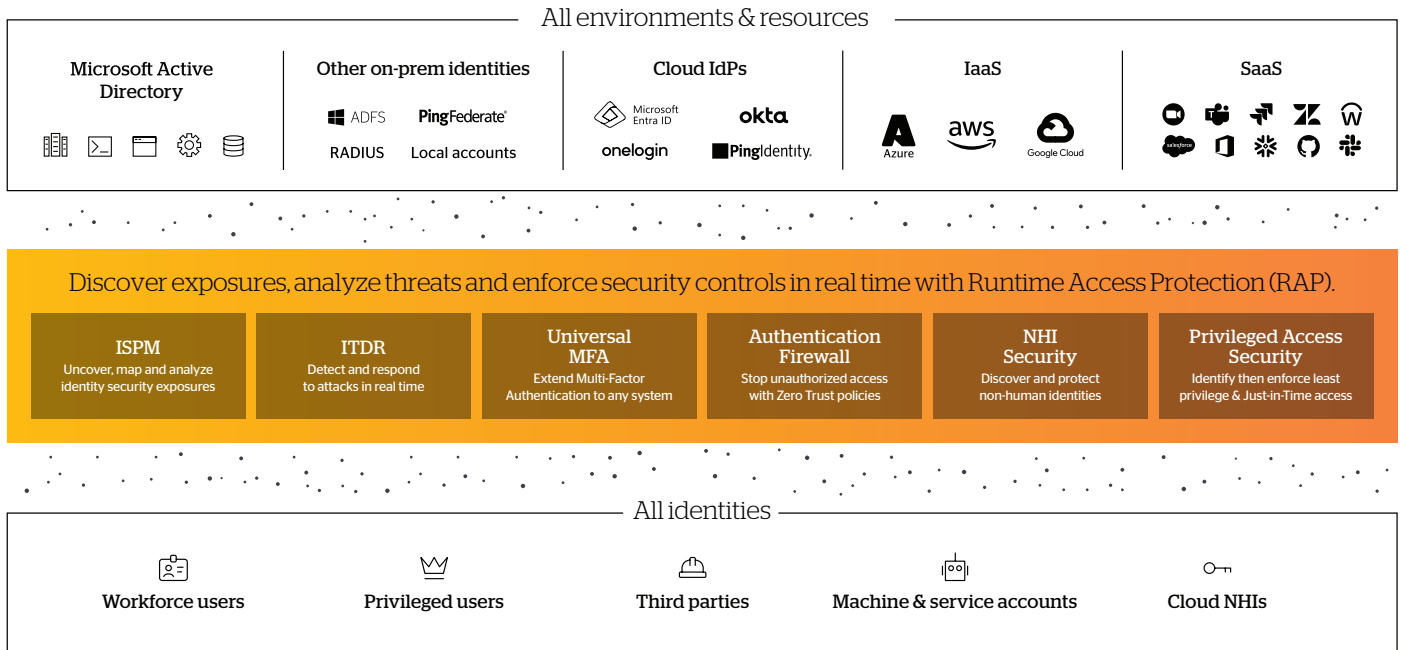 All environments & resources
Microsoft Active
Directory
Other on-prem identities
ADFS
PingFederate®
RADIUS
Local accounts
Cloud IdPs
Microsoft
Entra ID
okta
onelogin
PingIdentity.
IaaS
Azure
aws
Google Cloud
SaaS
salesforce
Discover exposures, analyze threats and enforce security controls in real time with Runtime Access Protection (RAP).
ISPM
Uncover, map and analyze
identity security exposures
ITDR
Detect and respond
to attacks in real time
Universal
MFA
Extend Multi-Factor
Authentication to any system
Authentication
Firewall
Stop unauthorized access
with Zero Trust policies
NHI
Security
Discover and protect
non-human identities
Privileged Access
Security
Identify then enforce least
privilege & Just-in-Time access
All identities
Workforce users
Privileged users
Third parties
Machine & service accounts
Cloud NHIs